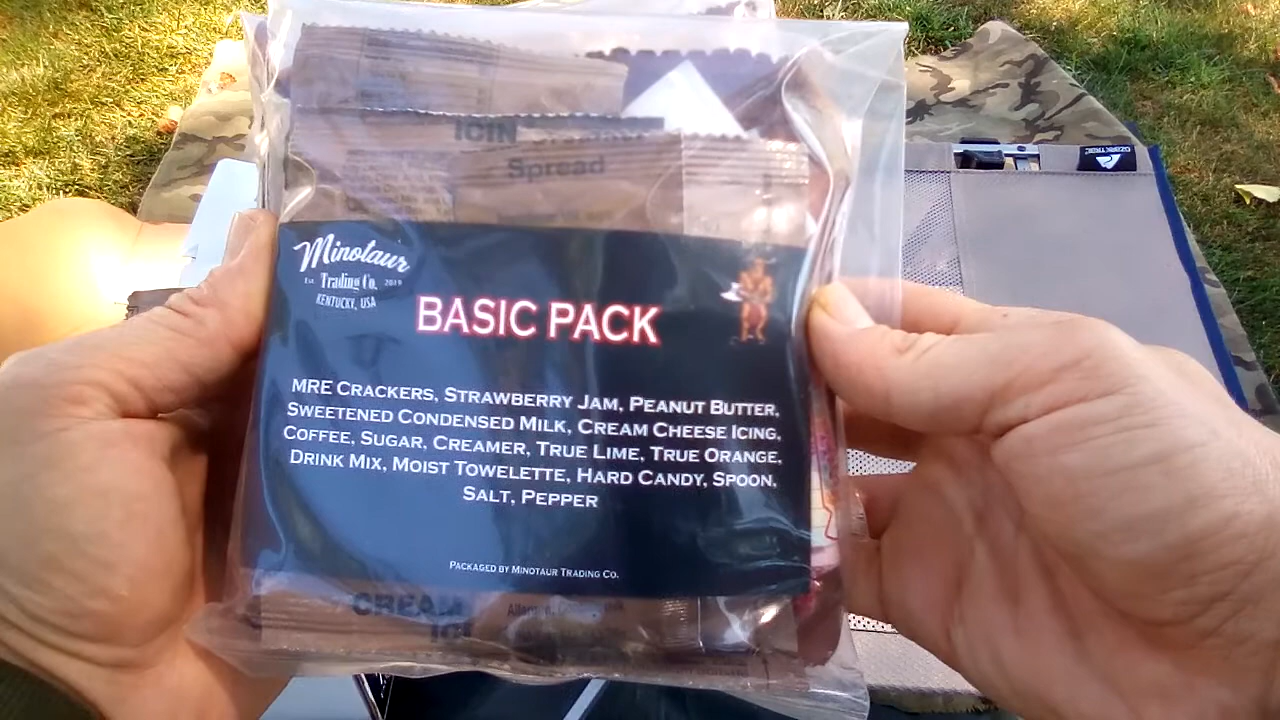 ICIN
Spread
Minotaur
Est. Trading Co. 2019
KENTUCKY, USA
BASIC PACK
MRE CRACKERS, STRAWBERRY JAM, PEANUT BUTTER,
SWEETENED CONDENSED MILK, CREAM CHEESE ICING,
COFFEE, SUGAR, CREAMER, TRUE LIME, TRUE ORANGE,
DRINK MIX, MOIST TOWELETTE, HARD CANDY, SPOON,
SALT, PEPPER
PACKAGED BY MINOTAUR TRADING CO.
CREAM
OZARK TRAIL